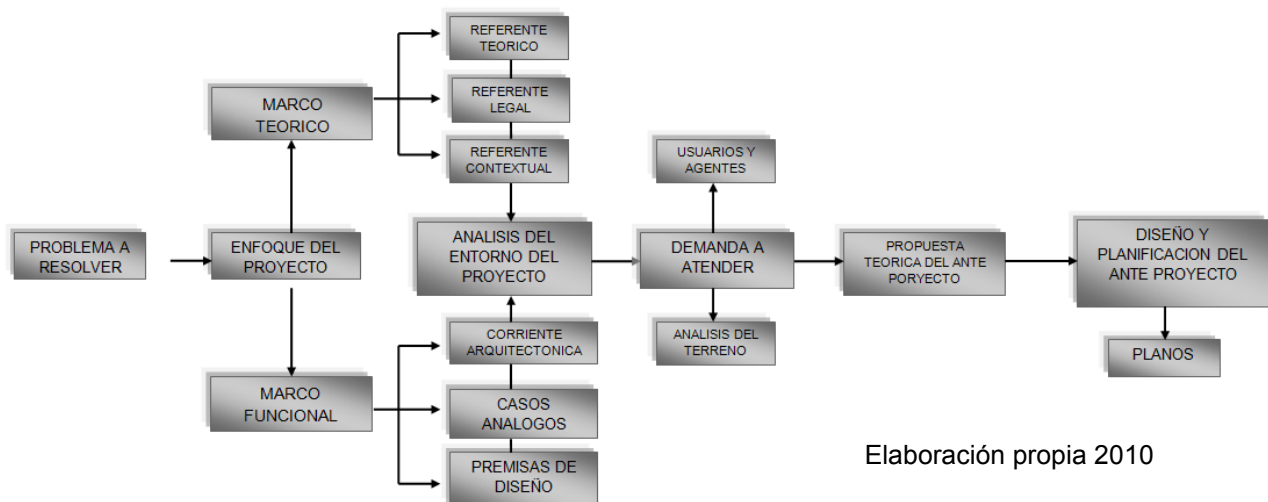 REFERENTE
TEORICO
MARCO
TEORICO
REFERENTE
LEGAL
REFERENTE
CONTEXTUAL
USUARIOS Y
AGENTES
PROBLEMA A
RESOLVER
ENFOQUE DEL
PROYECTO
ANALISIS DEL
ENTORNO DEL
PROYECTO
DEMANDA A
ATENDER
PROPUESTA
TEORICA DEL ANTE
PORYECTO
DISEÑO Y
PLANIFICACION DEL
ANTE PROYECTO
CORRIENTE
ARQUITECTONICA
ANALISIS DEL
TERRENO
PLANOS
MARCO
FUNCIONAL
CASOS
ANALOGOS
PREMISAS DE
DISEÑO
Elaboración propia 2010